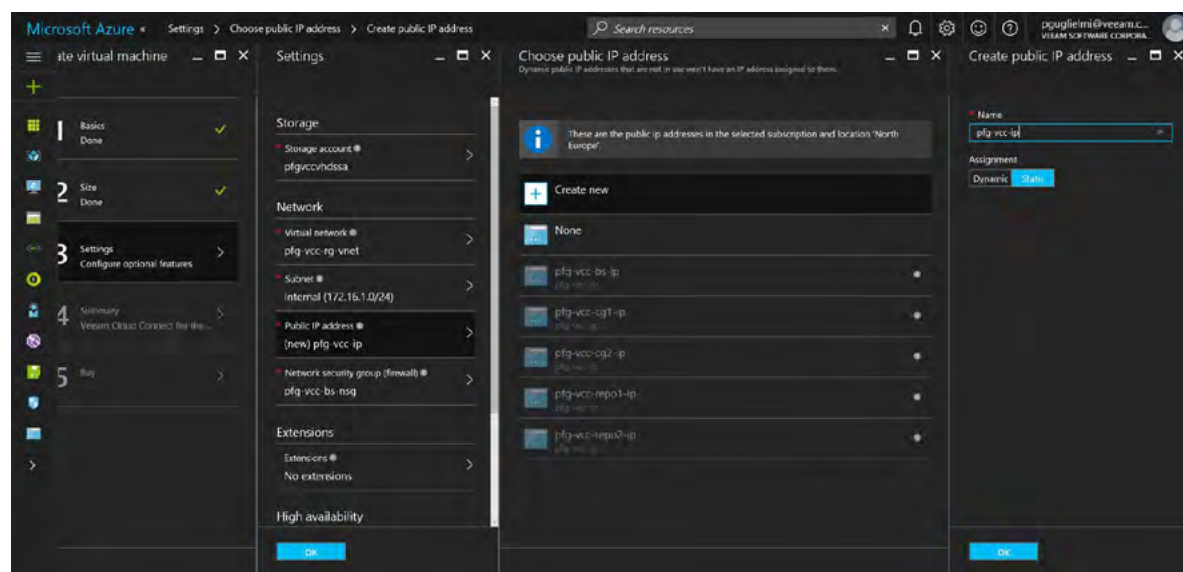 Microsoft Azure Settings > Choose public IP address > Create public IP address
Search resources
pguglielmi@veeam.c...
VEEAM SOFTWARE CORPORA...
ate virtual machine
1 Basics
Done
2 Size
Done
3 Settings
Configure optional features
4 Summary
Veeam Cloud Connect for the ...
5 Buy
Settings
Storage
* Storage account
pfgvccvhdssa
Network
* Virtual network
pfg-vcc-rg-vnet
* Subnet
Internal (172.16.1.0/24)
* Public IP address
(new) pfg-vcc-ip
* Network security group (firewall)
pfg-vcc-bs-nsg
Extensions
Extensions
No extensions
High availability
OK
Choose public IP address
Dynamic public IP addresses that are not in use won't have an IP address assigned to them.
These are the public ip addresses in the selected subscription and location 'North
Europe'.
Create new
None
pfg-vcc-bs-ip
pfg-vcc-cg1-ip
pfg-vcc-cg2-ip
pfg-vcc-repo1-ip
pfg-vcc-repo2-ip
Create public IP address
* Name
pfg-vcc-ip
Assignment
Dynamic Static
OK